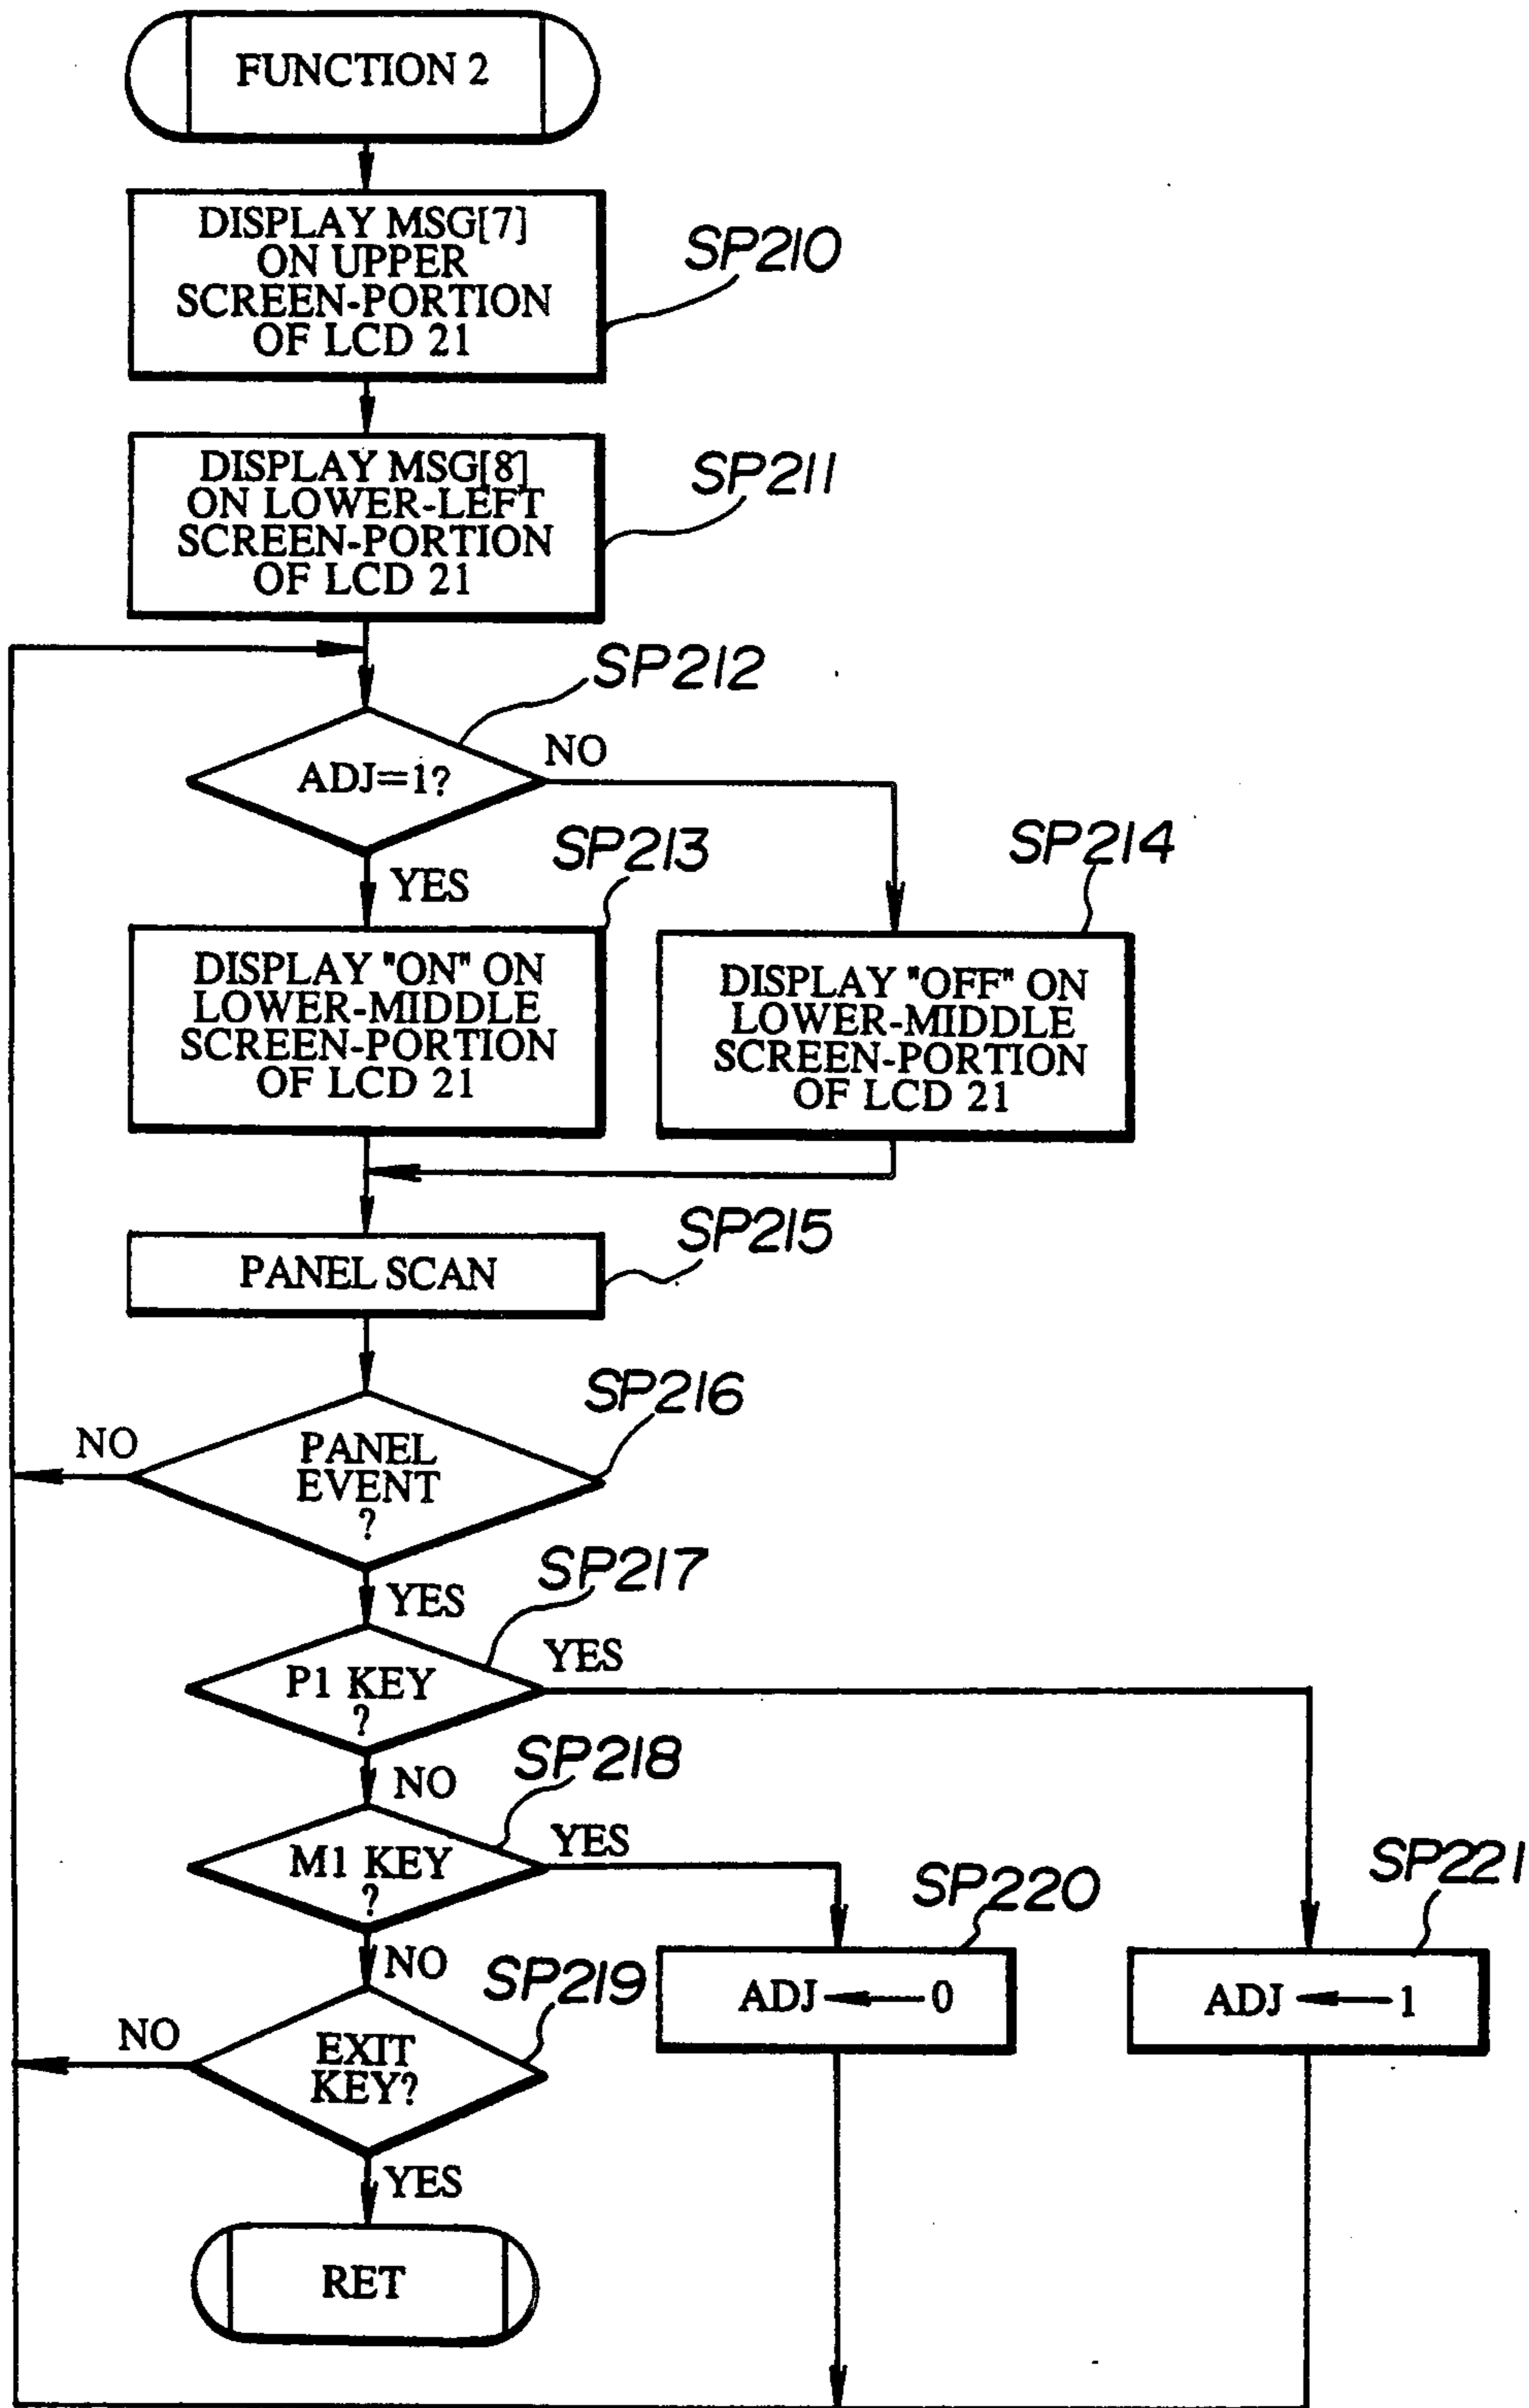 FUNCTION 2
DISPLAY MSG[7]
ON UPPER
SCREEN-PORTION
OF LCD 21
SP210
DISPLAY MSG[8]
ON LOWER-LEFT
SCREEN-PORTION
OF LCD 21
SP211
SP212
ADJ=1?
NO
YES
SP213
SP214
DISPLAY "ON" ON
LOWER-MIDDLE
SCREEN-PORTION
OF LCD 21
DISPLAY "OFF" ON
LOWER-MIDDLE
SCREEN-PORTION
OF LCD 21
SP215
PANEL SCAN
SP216
NO
PANEL
EVENT
?
YES
SP217
P1 KEY
?
YES
NO
SP218
M1 KEY
?
YES
NO
SP220
SP221
SP219
ADJ ← 0
ADJ ← 1
NO
EXIT
KEY?
YES
RET